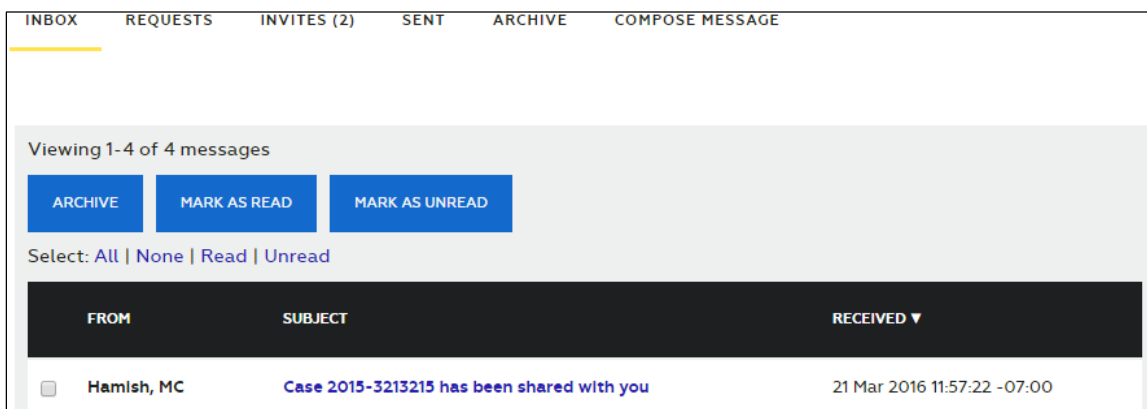 INBOX REQUESTS INVITES (2) SENT ARCHIVE COMPOSE MESSAGE
Viewing 1-4 of 4 messages
ARCHIVE MARK AS READ MARK AS UNREAD
Select: All | None | Read | Unread
FROM SUBJECT RECEIVED ▼
Hamish, MC Case 2015-3213215 has been shared with you 21 Mar 2016 11:57:22 -07:00